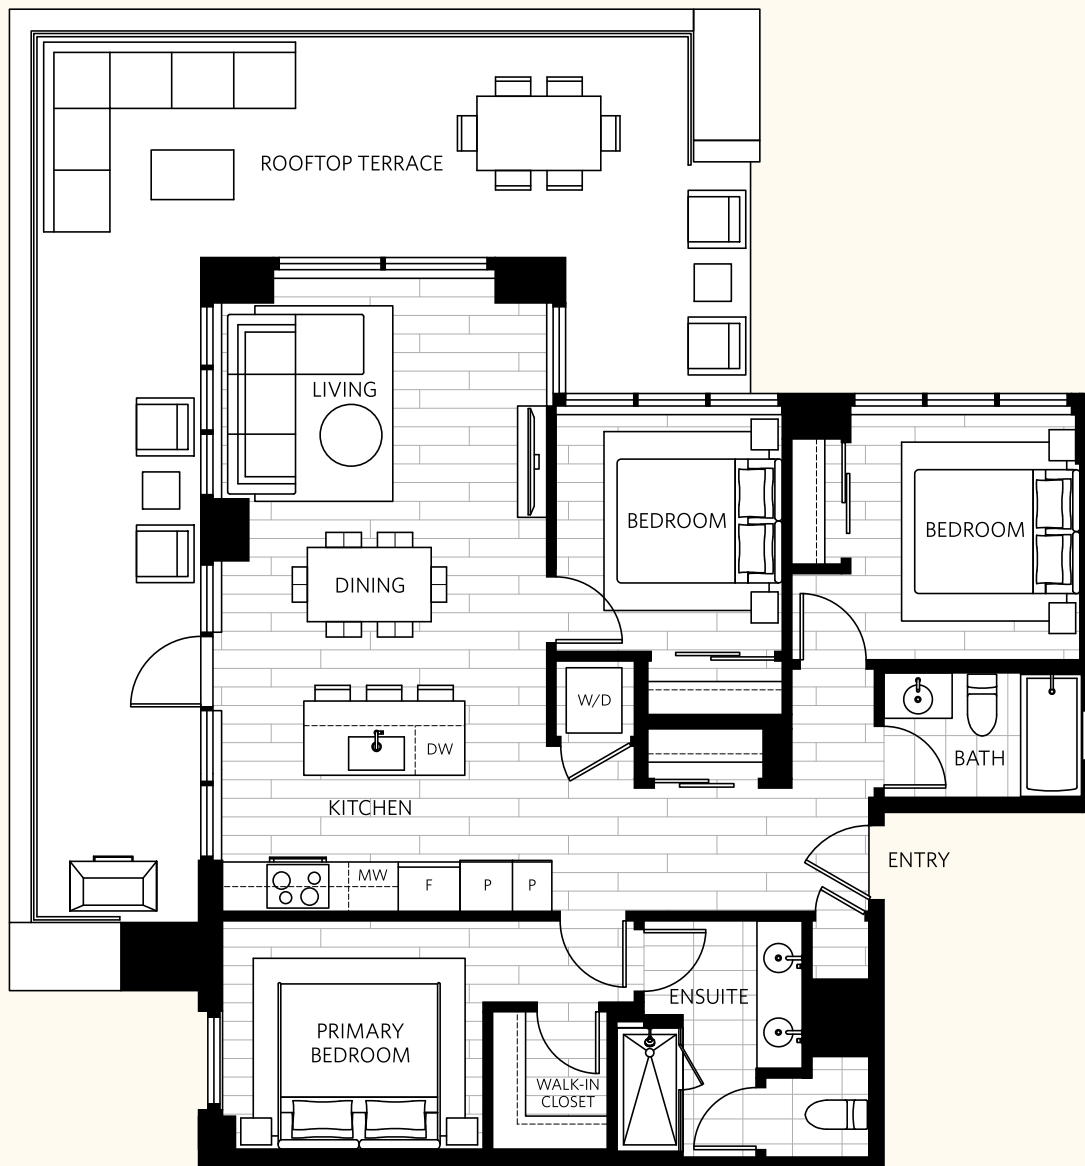 ROOFTOP TERRACE
LIVING
BEDROOM
BEDROOM
DINING
W/D
DW
BATH
KITCHEN
ENTRY
MW
F
P
P
ENSUITE
PRIMARY
BEDROOM
WALK-IN
CLOSET